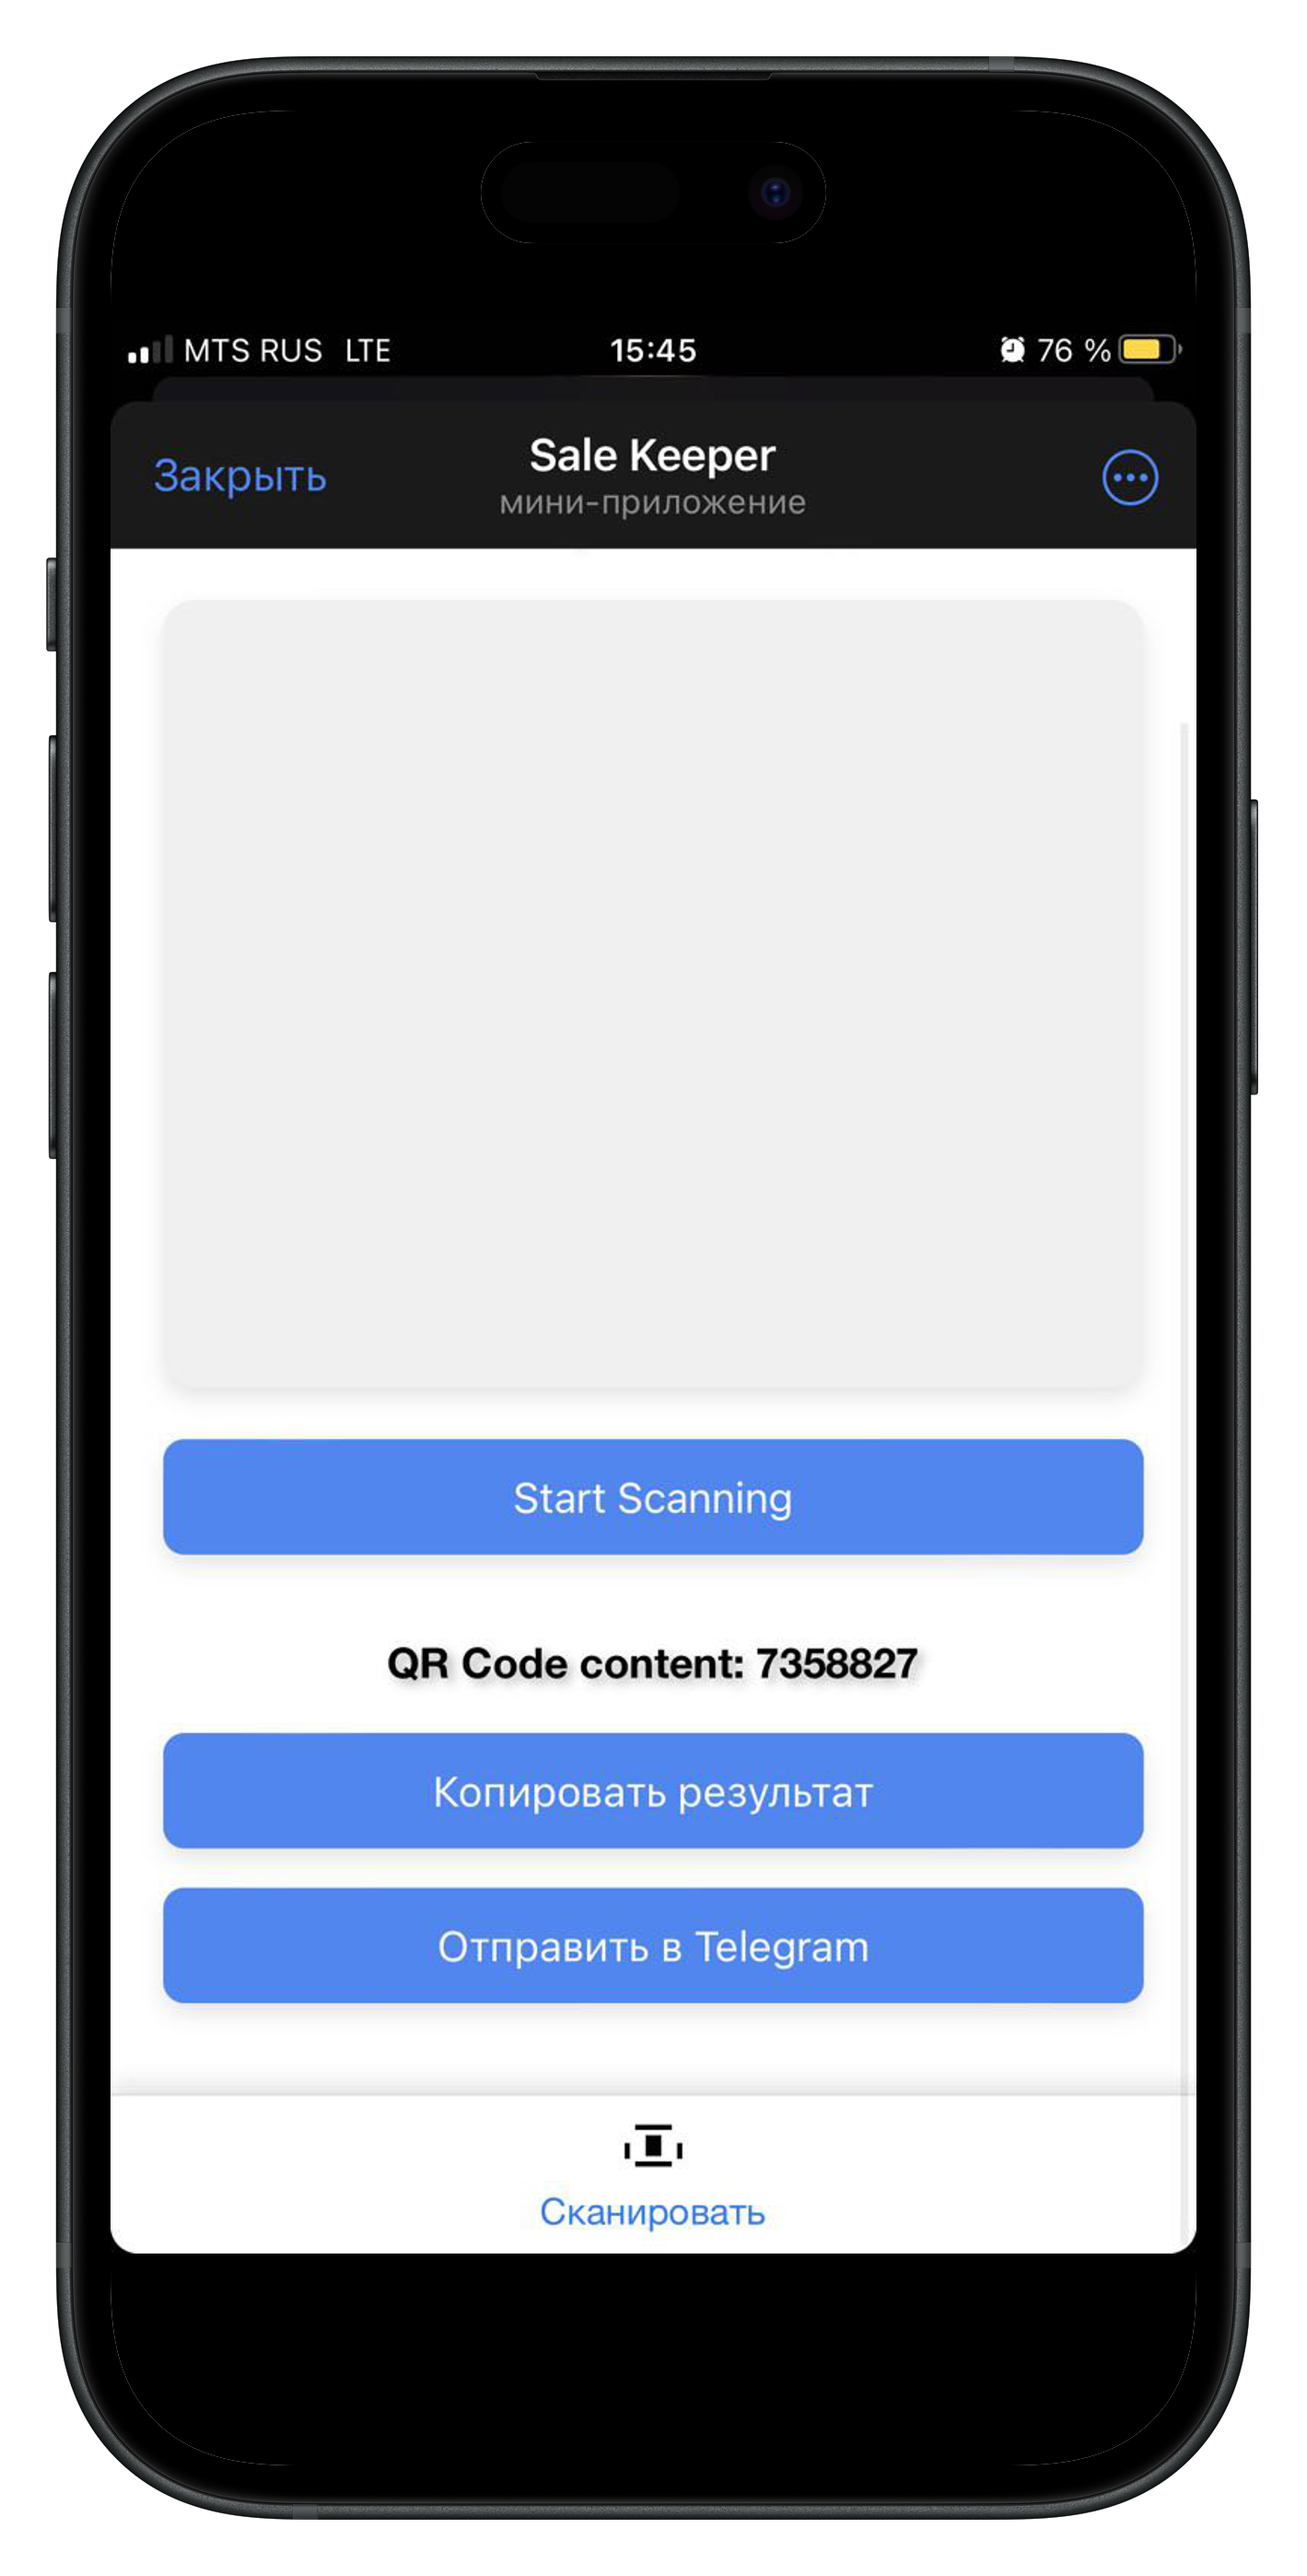 MTS RUS LTE 15:45 76 %
Закрыть
Sale Keeper
мини-приложение
Start Scanning
QR Code content: 7358827
Копировать результат
Отправить в Telegram
Сканировать